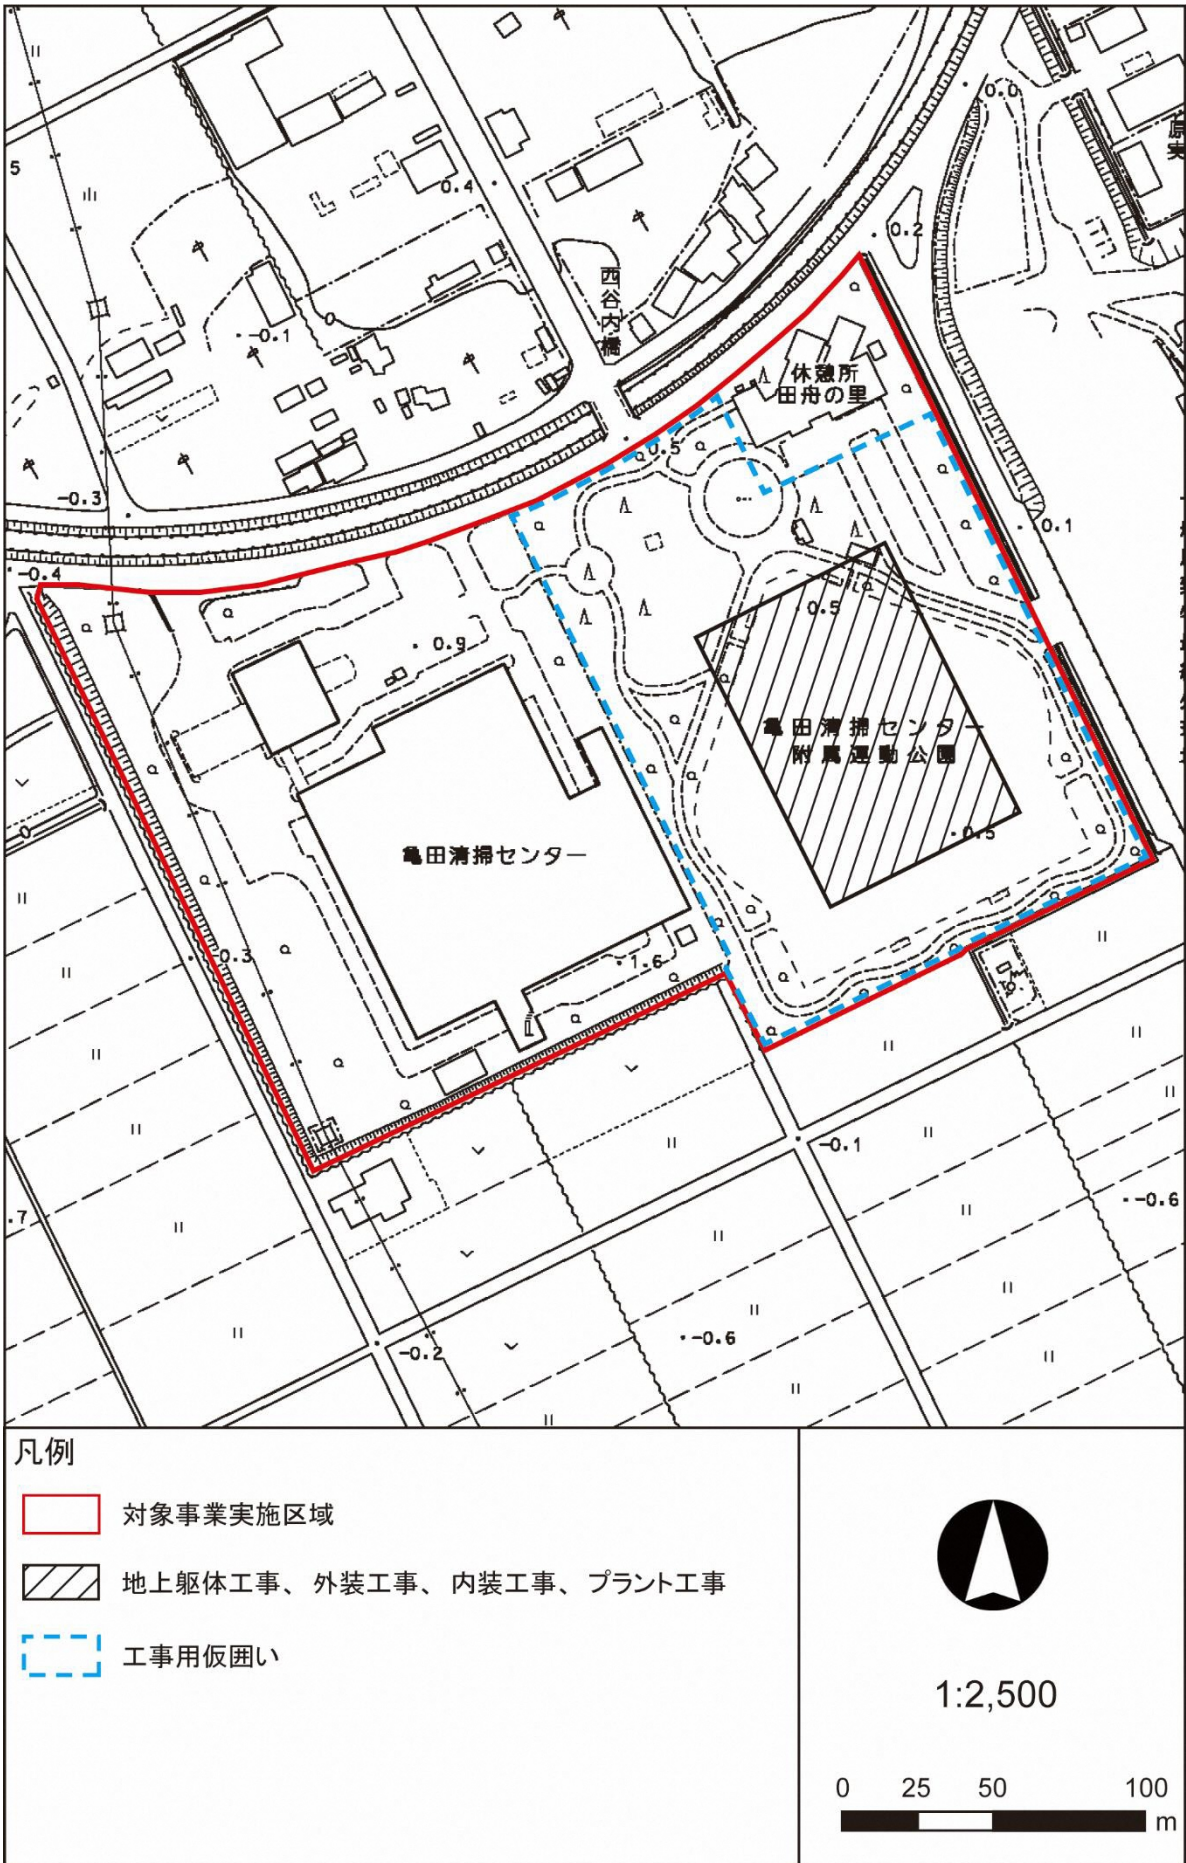 0.0
原実
5
0.4
0.2
西谷内橋
0
-0.1
休憩所
田舟の里
0.5
-0.3
0.1
-0.4
0.5
0.9
亀田清掃センター
附属運動公園
0
0.5
亀田清掃センター
-0.3
1.6
-0.1
-0.6
.7
-0.6
-0.2
凡例
対象事業実施区域
地上躯体工事、外装工事、内装工事、プラント工事
工事用仮囲い
1:2,500
0 25 50 100
m